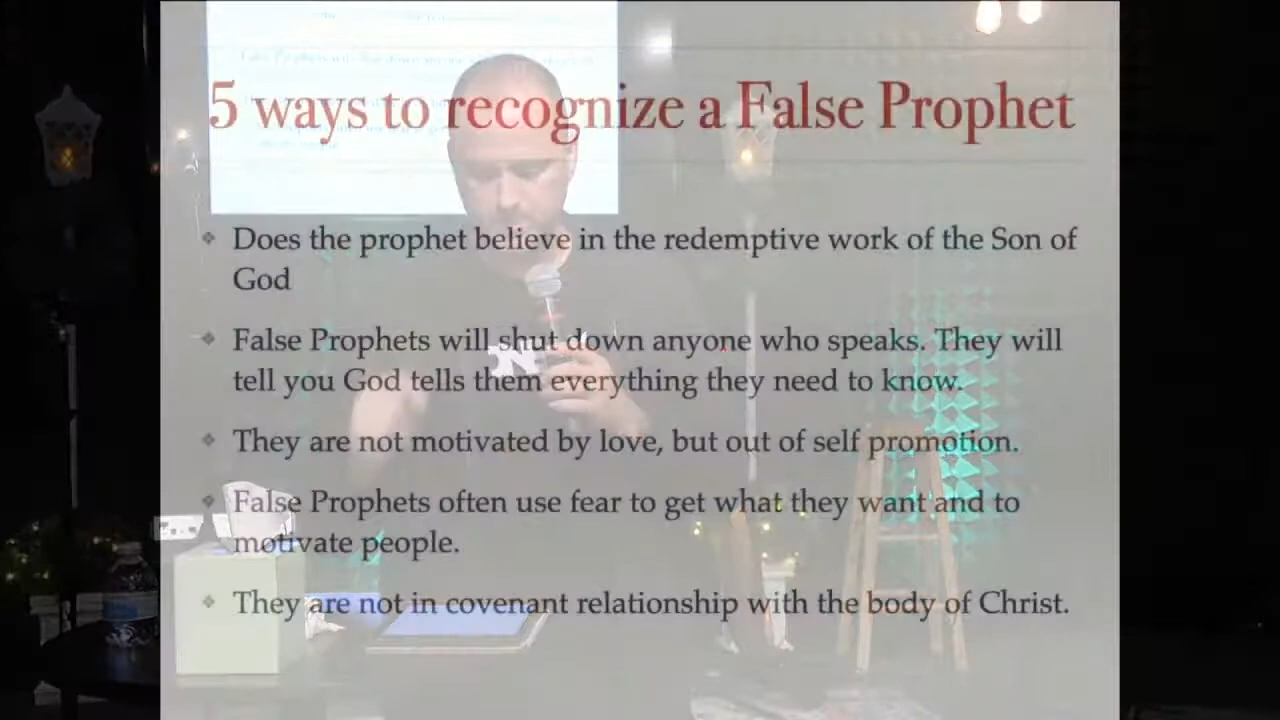 5 ways to recognize a False Prophet
Does the prophet believe in the redemptive work of the Son of
God
False Prophets will shut down anyone who speaks. They will
tell you God tells them everything they need to know.
They are not motivated by love, but out of self promotion.
False Prophets often use fear to get what they want and to
motivate people.
They are not in covenant relationship with the body of Christ.